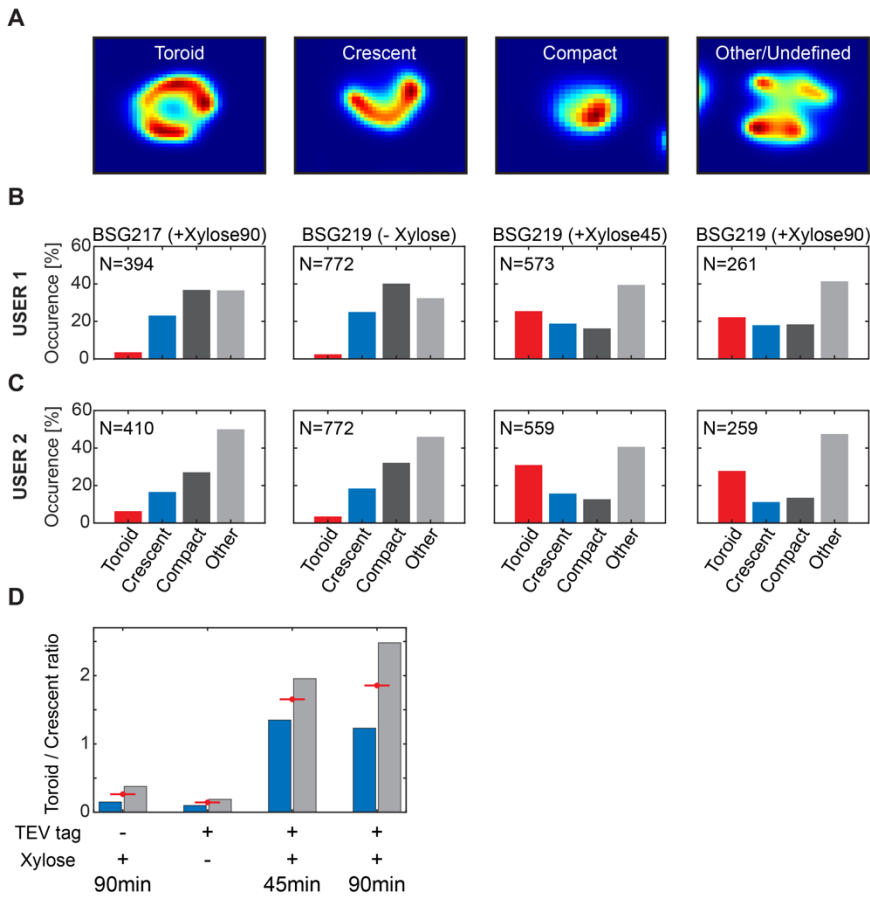 A
Toroid Crescent Compact Other/Undefined
B
BSG217 (+Xylose90) BSG219 (- Xylose) BSG219 (+Xylose45) BSG219 (+Xylose90)
USER 1
Occurence [%]
60
40
20
0
N=394 N=772 N=573 N=261
C
USER 2
Occurence [%]
60
40
20
0
N=410 N=772 N=559 N=259
Toroid Crescent Compact Other Toroid Crescent Compact Other Toroid Crescent Compact Other Toroid Crescent Compact Other
D
Toroid / Crescent ratio
2
1
0
TEV tag - + + +
Xylose + - + +
90min 45min 90min